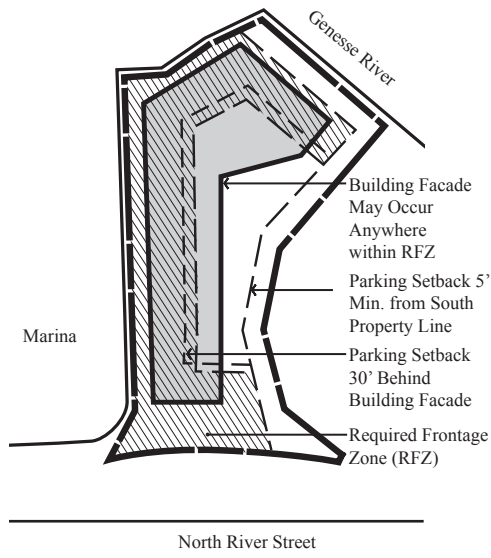 Genesse River
Building Facade
May Occur
Anywhere
within RFZ
Parking Setback 5’
Min. from South
Property Line
Marina
Parking Setback
30’ Behind
Building Facade
Required Frontage
Zone (RFZ)
North River Street